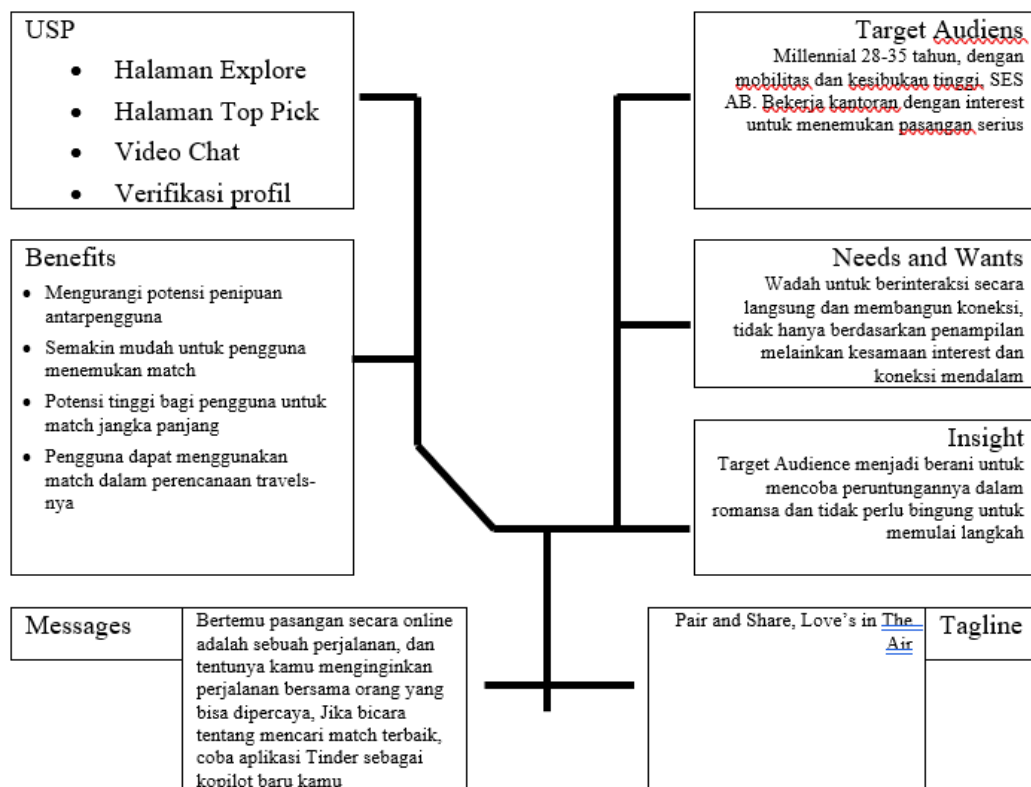 USP
• Halaman Explore
• Halaman Top Pick
• Video Chat
• Verifikasi profil
Target Audiens
Millennial 28-35 tahun, dengan
mobilitas dan kesibukan tinggi, SES
AB. Bekerja kantoran dengan interest
untuk menemukan pasangan serius
Benefits
• Mengurangi potensi penipuan
antarpengguna
• Semakin mudah untuk pengguna
menemukan match
• Potensi tinggi bagi pengguna untuk
match jangka panjang
• Pengguna dapat menggunakan
match dalam perencanaan travels-
nya
Needs and Wants
Wadah untuk berinteraksi secara
langsung dan membangun koneksi,
tidak hanya berdasarkan penampilan
melainkan kesamaan interest dan
koneksi mendalam
Insight
Target Audience menjadi berani untuk
mencoba peruntungannya dalam
romansa dan tidak perlu bingung untuk
memulai langkah
Messages
Bertemu pasangan secara online
adalah sebuah perjalanan, dan
tentunya kamu menginginkan
perjalanan bersama orang yang
bisa dipercaya, Jika bicara
tentang mencari match terbaik,
coba aplikasi Tinder sebagai
kopilot baru kamu
Pair and Share, Love’s in The
Air
Tagline